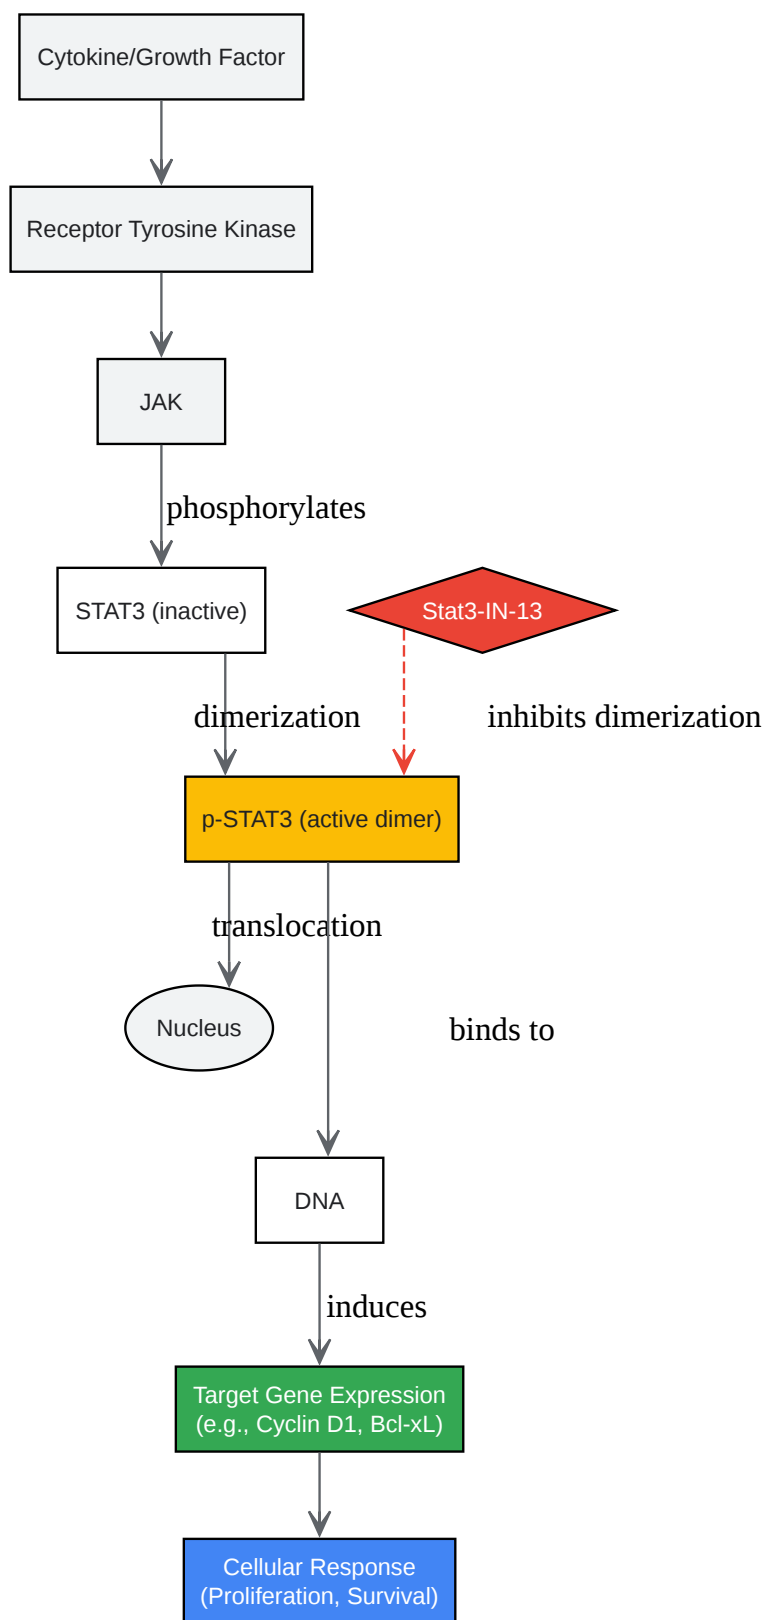 Cytokine/Growth Factor
Receptor Tyrosine Kinase
JAK
phosphorylates
STAT3 (inactive)
Stat3-IN-13
dimerization
inhibits dimerization
p-STAT3 (active dimer)
translocation
Nucleus
binds to
DNA
induces
Target Gene Expression
(e.g., Cyclin D1, Bcl-xL)
Cellular Response
(Proliferation, Survival)